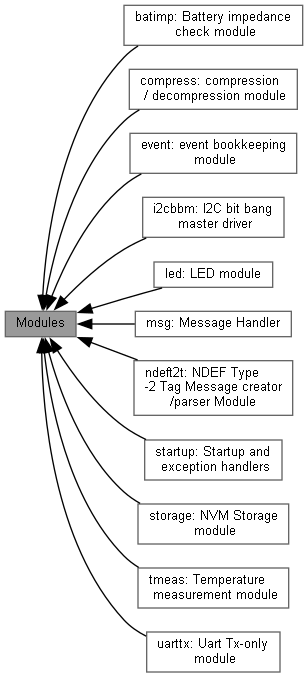 batimp: Battery impedance
check module
compress: compression
/ decompression module
event: event bookkeeping
module
i2cbbm: I2C bit bang
master driver
led: LED module
Modules
msg: Message Handler
ndeft2t: NDEF Type
-2 Tag Message creator
/parser Module
startup: Startup and
exception handlers
storage: NVM Storage
module
tmeas: Temperature
measurement module
uarttx: Uart Tx-only
module